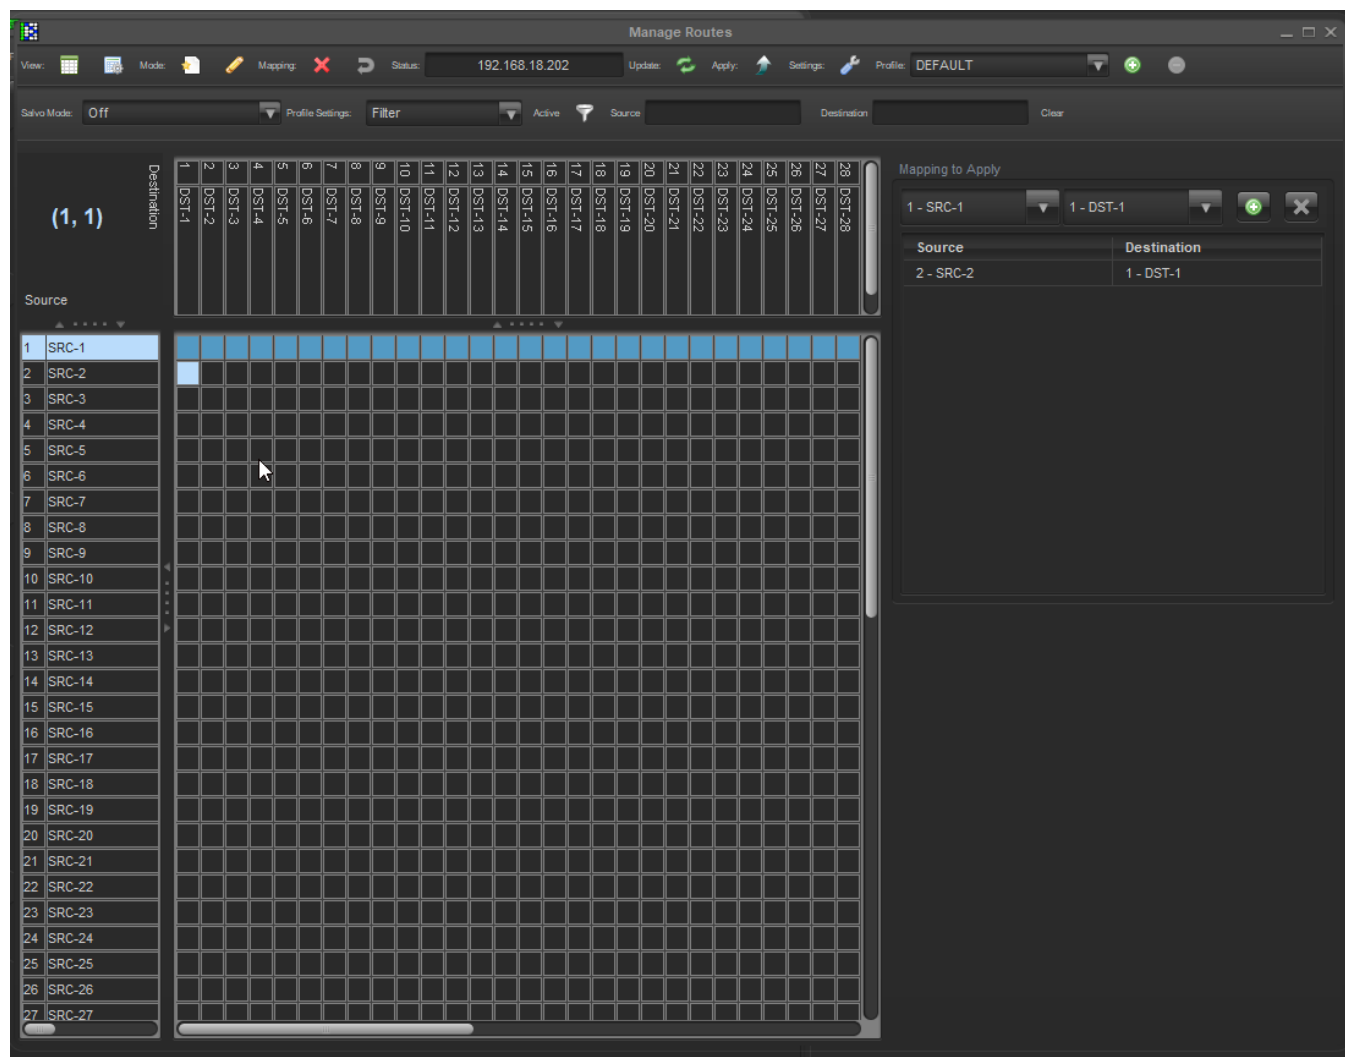 Manage Routes
View: Mode: Mapping: Status: 192.168.18.202 Update: Apply: Settings: Profile: DEFAULT
Salvo Mode: Off Profile Settings: Filter Active Source Destination Clear
Destination
(1, 1)
Source
1 DST-1
2 DST-2
3 DST-3
4 DST-4
5 DST-5
6 DST-6
7 DST-7
8 DST-8
9 DST-9
10 DST-10
11 DST-11
12 DST-12
13 DST-13
14 DST-14
15 DST-15
16 DST-16
17 DST-17
18 DST-18
19 DST-19
20 DST-20
21 DST-21
22 DST-22
23 DST-23
24 DST-24
25 DST-25
26 DST-26
27 DST-27
28 DST-28
1 SRC-1
2 SRC-2
3 SRC-3
4 SRC-4
5 SRC-5
6 SRC-6
7 SRC-7
8 SRC-8
9 SRC-9
10 SRC-10
11 SRC-11
12 SRC-12
13 SRC-13
14 SRC-14
15 SRC-15
16 SRC-16
17 SRC-17
18 SRC-18
19 SRC-19
20 SRC-20
21 SRC-21
22 SRC-22
23 SRC-23
24 SRC-24
25 SRC-25
26 SRC-26
27 SRC-27
Mapping to Apply
1 - SRC-1 1 - DST-1
Source Destination
2 - SRC-2 1 - DST-1